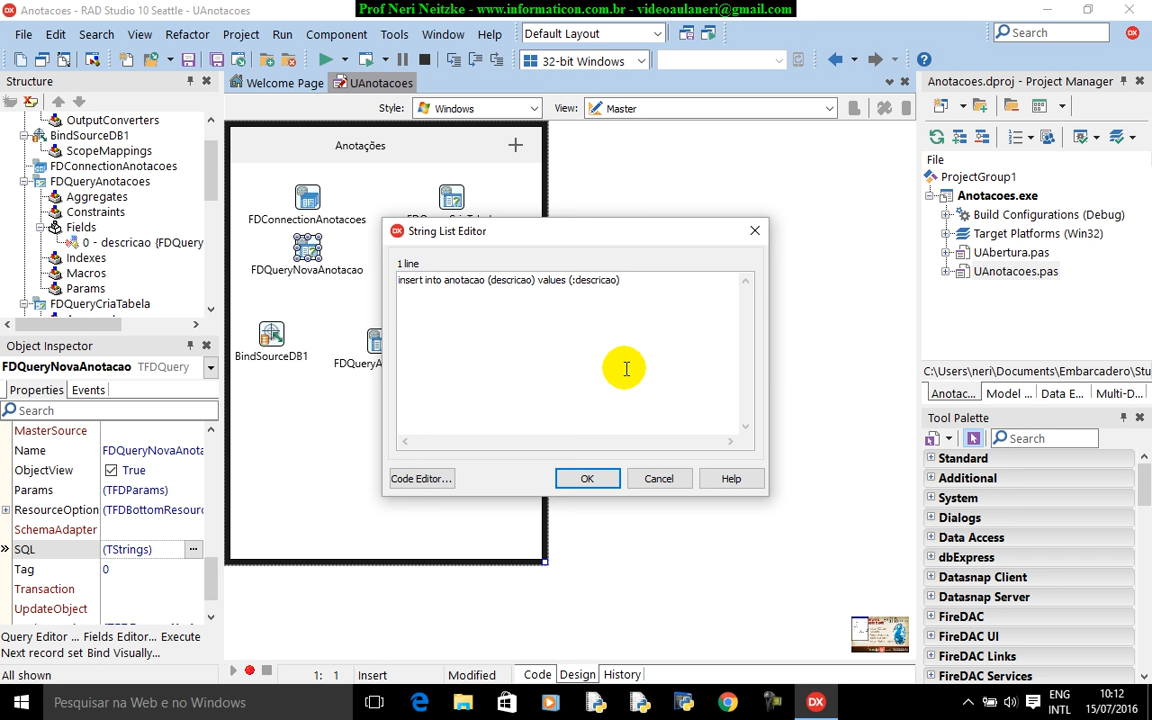 Anotacoes - RAD Studio 10 Seattle - UAnotacoes
Prof Neri Neitzke - www.informaticon.com.br - videoaulaneri@gmail.com
File Edit Search View Refactor Project Run Component Tools Window Help
Default Layout
Search
32-bit Windows
Structure
OutputConverters
BindSourceDB1
ScopeMappings
FDConnectionAnotacoes
FDQueryAnotacoes
Aggregates
Constraints
Fields
0 - descricao {FDQuery
Indexes
Macros
Params
FDQueryCriaTabela
Object Inspector
FDQueryNovaAnotacao TFDQuery
Properties Events
Search
MasterSource
Name FDQueryNovaAnota
ObjectView True
Params (TFDParams)
ResourceOption (TFDBottomResourc
SchemaAdapter
SQL (TStrings) ...
Tag 0
Transaction
UpdateObject
Query Editor ... Fields Editor... Execute
Next record set Bind Visually...
All shown
Welcome Page UAnotacoes
Style: Windows View: Master
Anotações
FDConnectionAnotacoes
FDQueryNovaAnotacao
BindSourceDB1
FDQueryA
String List Editor
1 line
insert into anotacao (descricao) values (:descricao)
Code Editor... OK Cancel Help
1: 1 Insert Modified Code Design History
Anotacoes.dproj - Project Manager
File
ProjectGroup1
Anotacoes.exe
Build Configurations (Debug)
Target Platforms (Win32)
UAbertura.pas
UAnotacoes.pas
C:\Users\neri\Documents\Embarcadero\Stu
Anotac... Model ... Data E... Multi-D...
Tool Palette
Search
Standard
Additional
System
Dialogs
Data Access
dbExpress
Datasnap Client
Datasnap Server
FireDAC
FireDAC UI
FireDAC Links
FireDAC Services
Pesquisar na Web e no Windows
ENG
INTL
10:12
15/07/2016